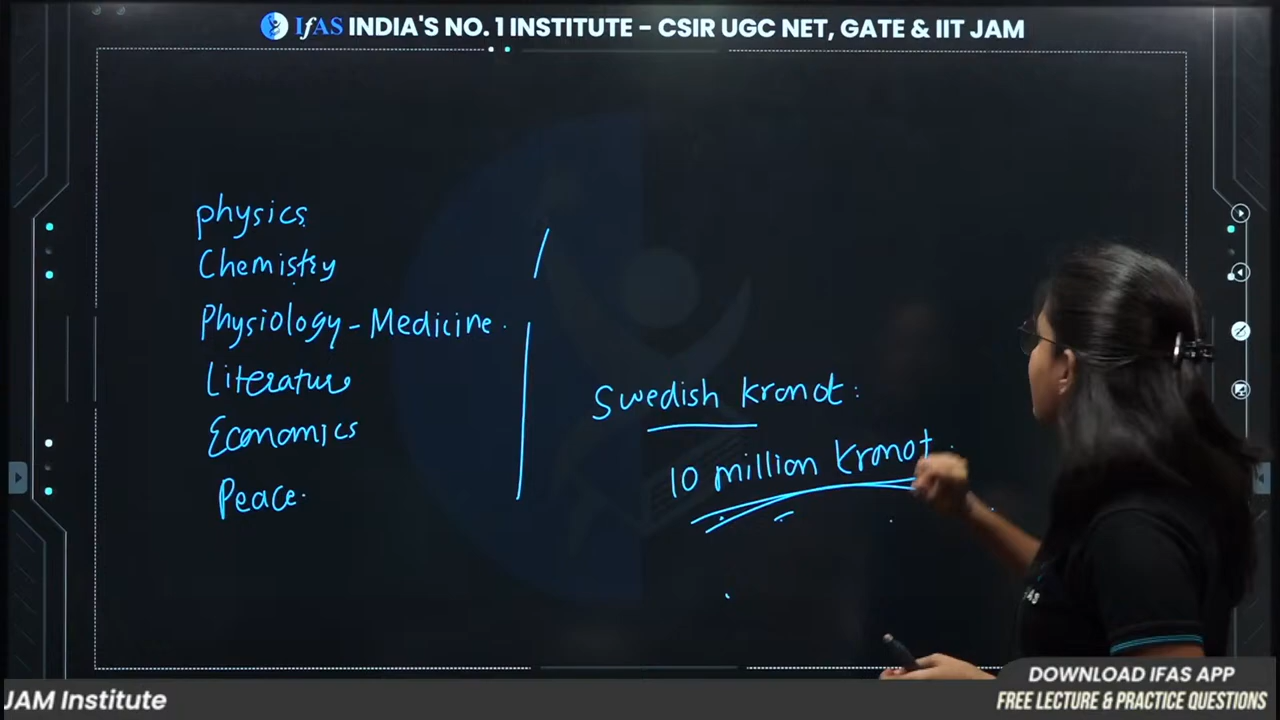 IfAS INDIA'S NO. 1 INSTITUTE - CSIR UGC NET, GATE & IIT JAM
physics
Chemistry
Physiology - Medicine.
Literature
Economics
Peace.
Swedish kronot:
10 million kronot.
DOWNLOAD IFAS APP
FREE LECTURE & PRACTICE QUESTIONS
JAM Institute